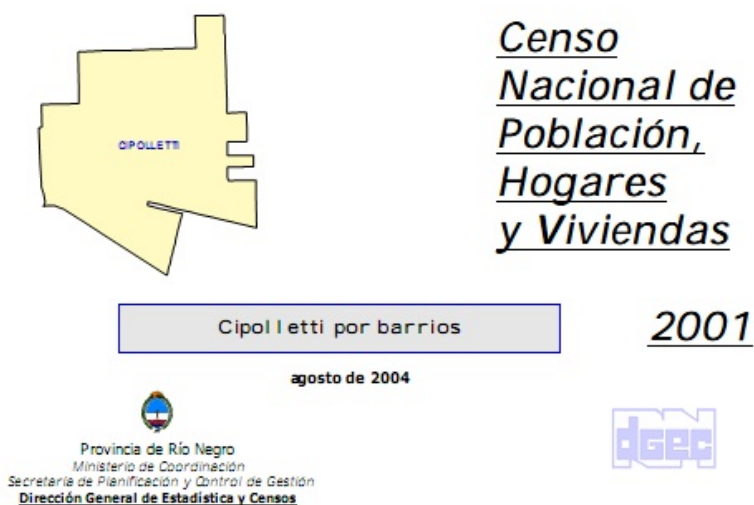 CIPOLLETTI
Censo
Nacional de
Población,
Hogares
y Viviendas
Cipolletti por barrios
2001
agosto de 2004
Provincia de Río Negro
Ministerio de Coordinación
Secretaría de Planificación y Control de Gestión
Dirección General de Estadística y Censos
dgec